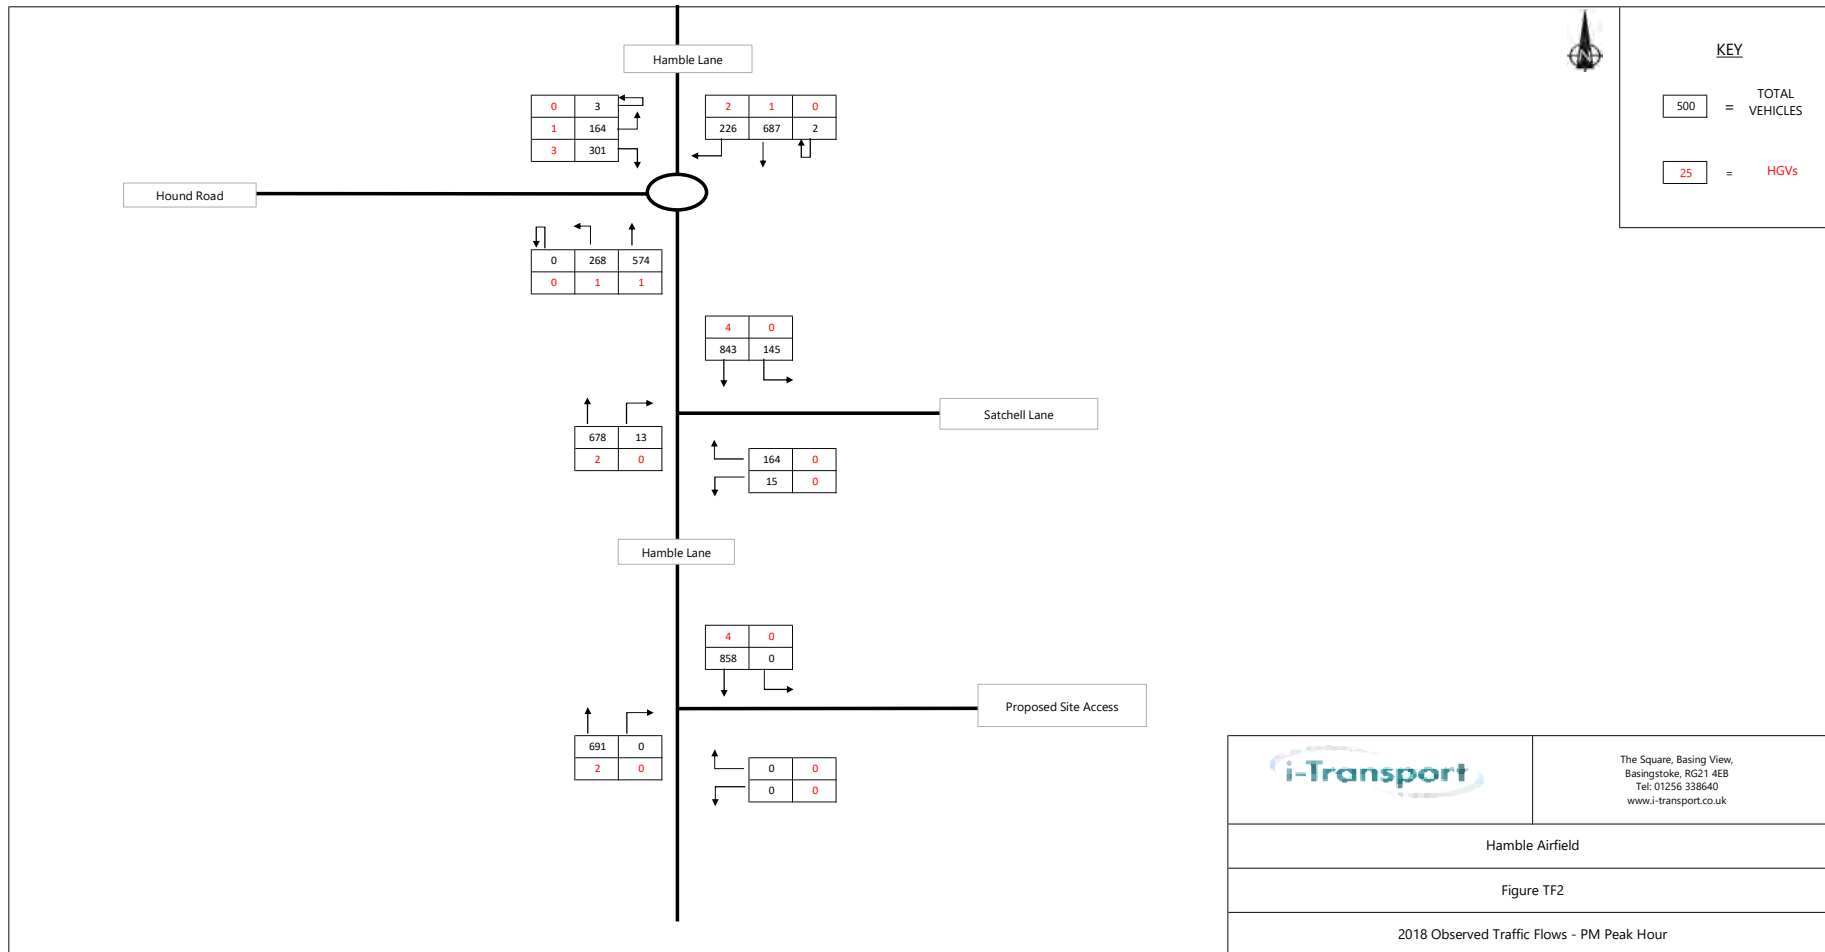 Hamble Lane
0 3
1 164
3 301
2 1 0
226 687 2
Hound Road
0 268 574
0 1 1
4 0
843 145
Satchell Lane
678 13
2 0
164 0
15 0
Hamble Lane
4 0
858 0
Proposed Site Access
691 0
2 0
0 0
0 0
N
KEY
500 = TOTAL
VEHICLES
25 = HGVs
i-Transport
The Square, Basing View,
Basingstoke, RG21 4EB
Tel: 01256 338640
www.i-transport.co.uk
Hamble Airfield
Figure TF2
2018 Observed Traffic Flows - PM Peak Hour